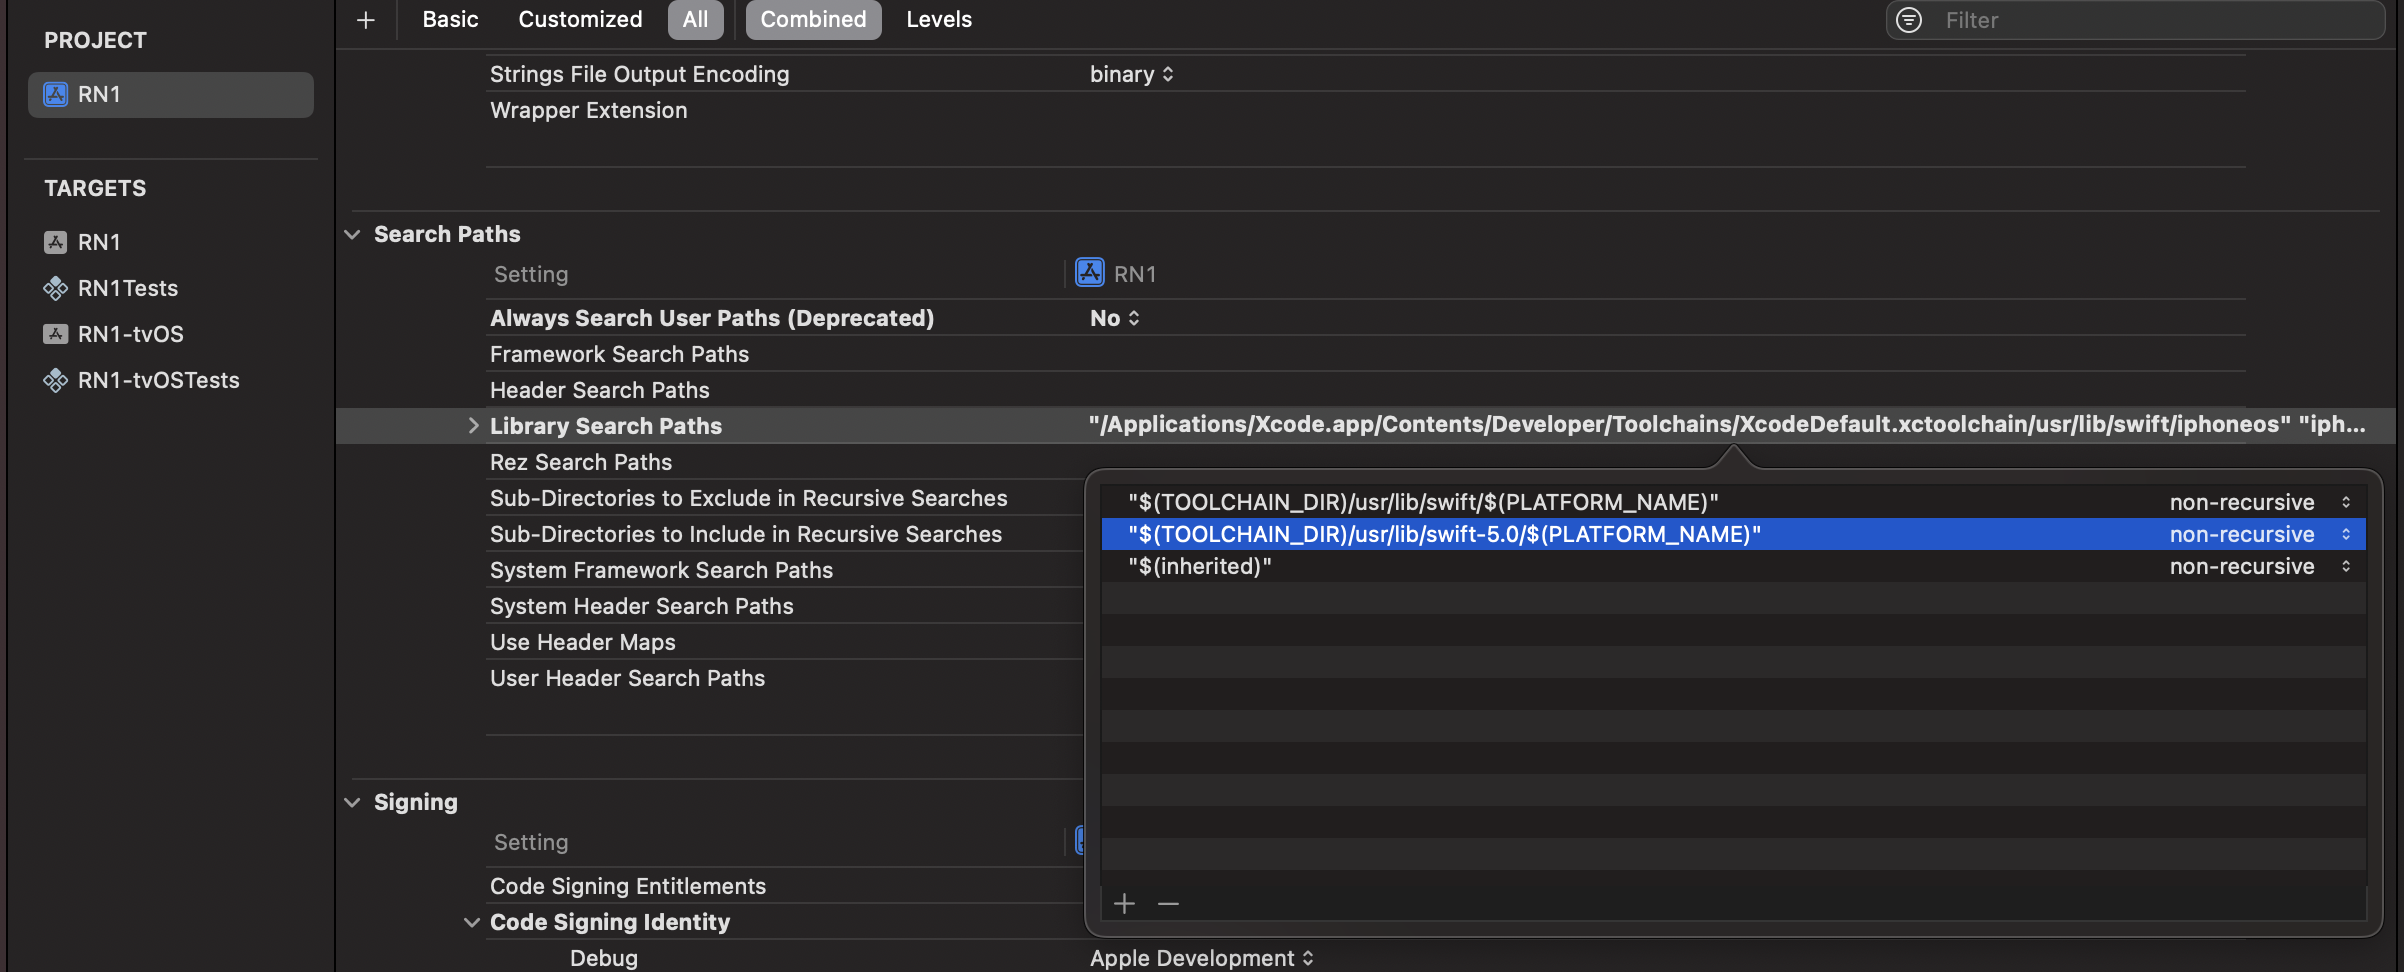 PROJECT
RN1
TARGETS
RN1
RN1Tests
RN1-tvOS
RN1-tvOSTests
Basic Customized All Combined Levels Filter
Strings File Output Encoding binary
Wrapper Extension
Search Paths
Setting RN1
Always Search User Paths (Deprecated) No
Framework Search Paths
Header Search Paths
Library Search Paths "/Applications/Xcode.app/Contents/Developer/Toolchains/XcodeDefault.xctoolchain/usr/lib/swift/iphoneos" "iph...
Rez Search Paths
Sub-Directories to Exclude in Recursive Searches
Sub-Directories to Include in Recursive Searches
System Framework Search Paths
System Header Search Paths
Use Header Maps
User Header Search Paths
"$(TOOLCHAIN_DIR)/usr/lib/swift/$(PLATFORM_NAME)" non-recursive
"$(TOOLCHAIN_DIR)/usr/lib/swift-5.0/$(PLATFORM_NAME)" non-recursive
"$(inherited)" non-recursive
Signing
Setting
Code Signing Entitlements
Code Signing Identity
Debug Apple Development